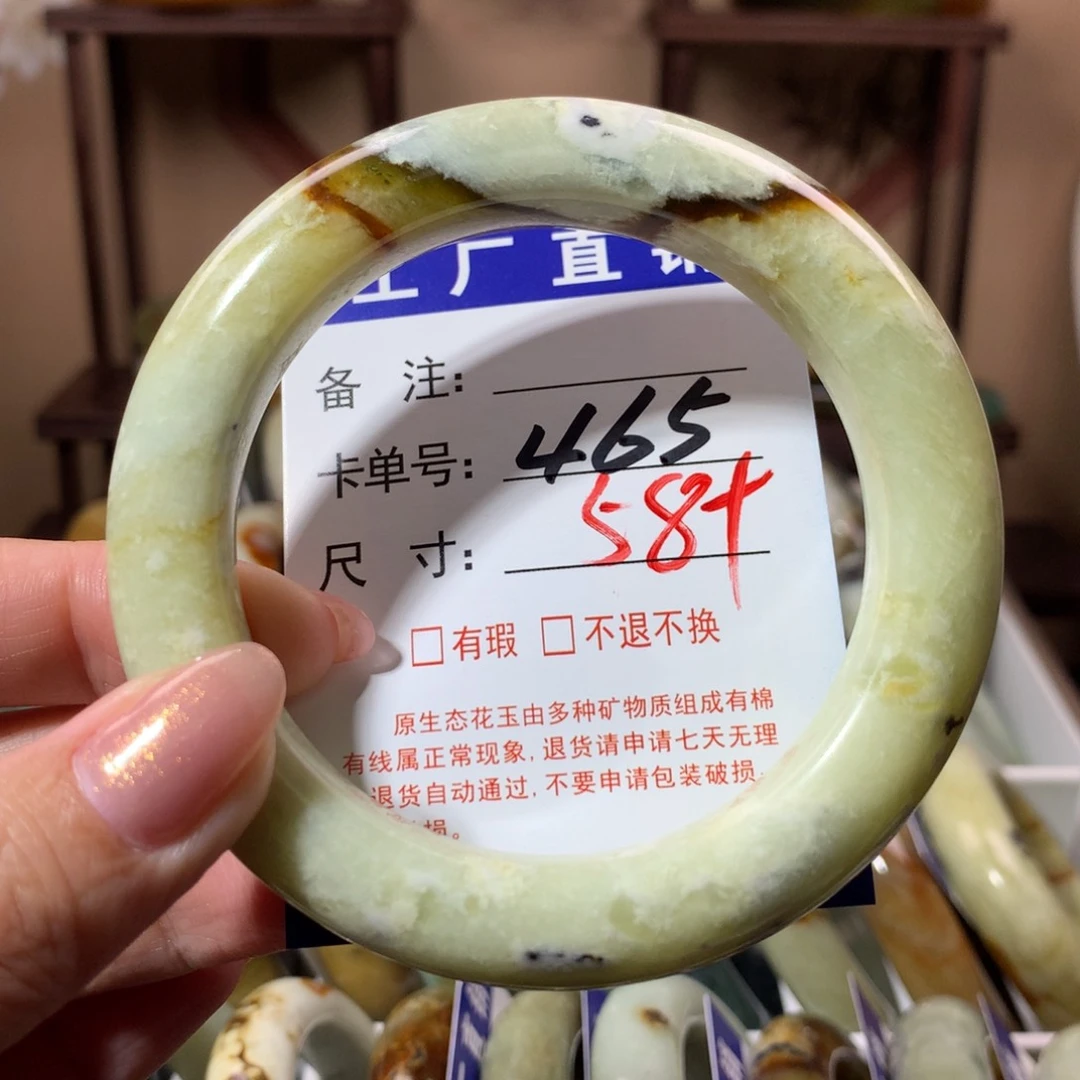 工厂直销
备 注:
卡单号: 465
尺 寸: 58+
□有瑕 □不退不换
原生态花玉由多种矿物质组成有棉
有线属正常现象,退货请申请七天无理
退货自动通过,不要申请包装破损、
损。